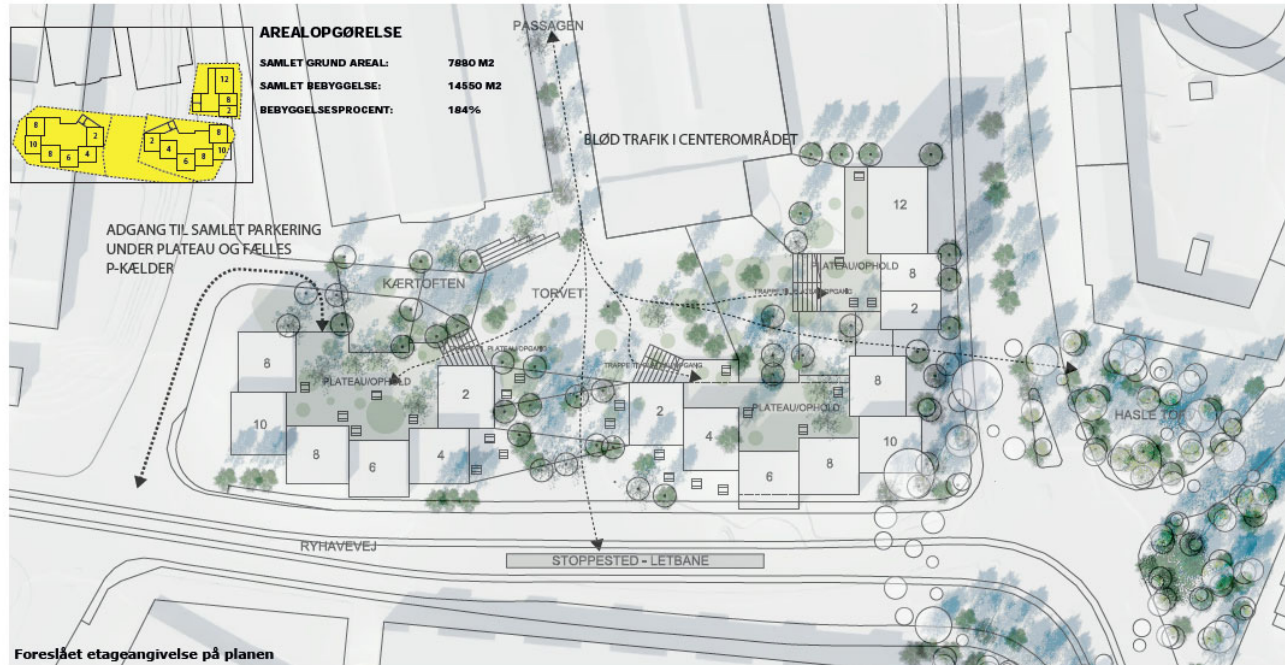 AREALOPGØRELSE
SAMLET GRUND AREAL: 7880 M2
SAMLET BEBYGGELSE: 14550 M2
BEBYGGELSESPROCENT: 184%
12
8
2
8
10
8
6
4
2
2
4
6
8
10
8
PASSAGEN
BLØD TRAFIK I CENTEROMRÅDET
ADGANG TIL SAMLET PARKERING
UNDER PLATEAU OG FÆLLES
P-KÆLDER
KÆRTOFTEN
TORVET
12
PLATEAU/OPHOLD
8
2
8
PLATEAU/OPHOLD
2
10
8
6
4
2
4
PLATEAU/OPHOLD
8
10
8
6
HASLE TORV
RYHAVEVEJ
STOPPESTED - LETBANE
Foreslået etageangivelse på planen